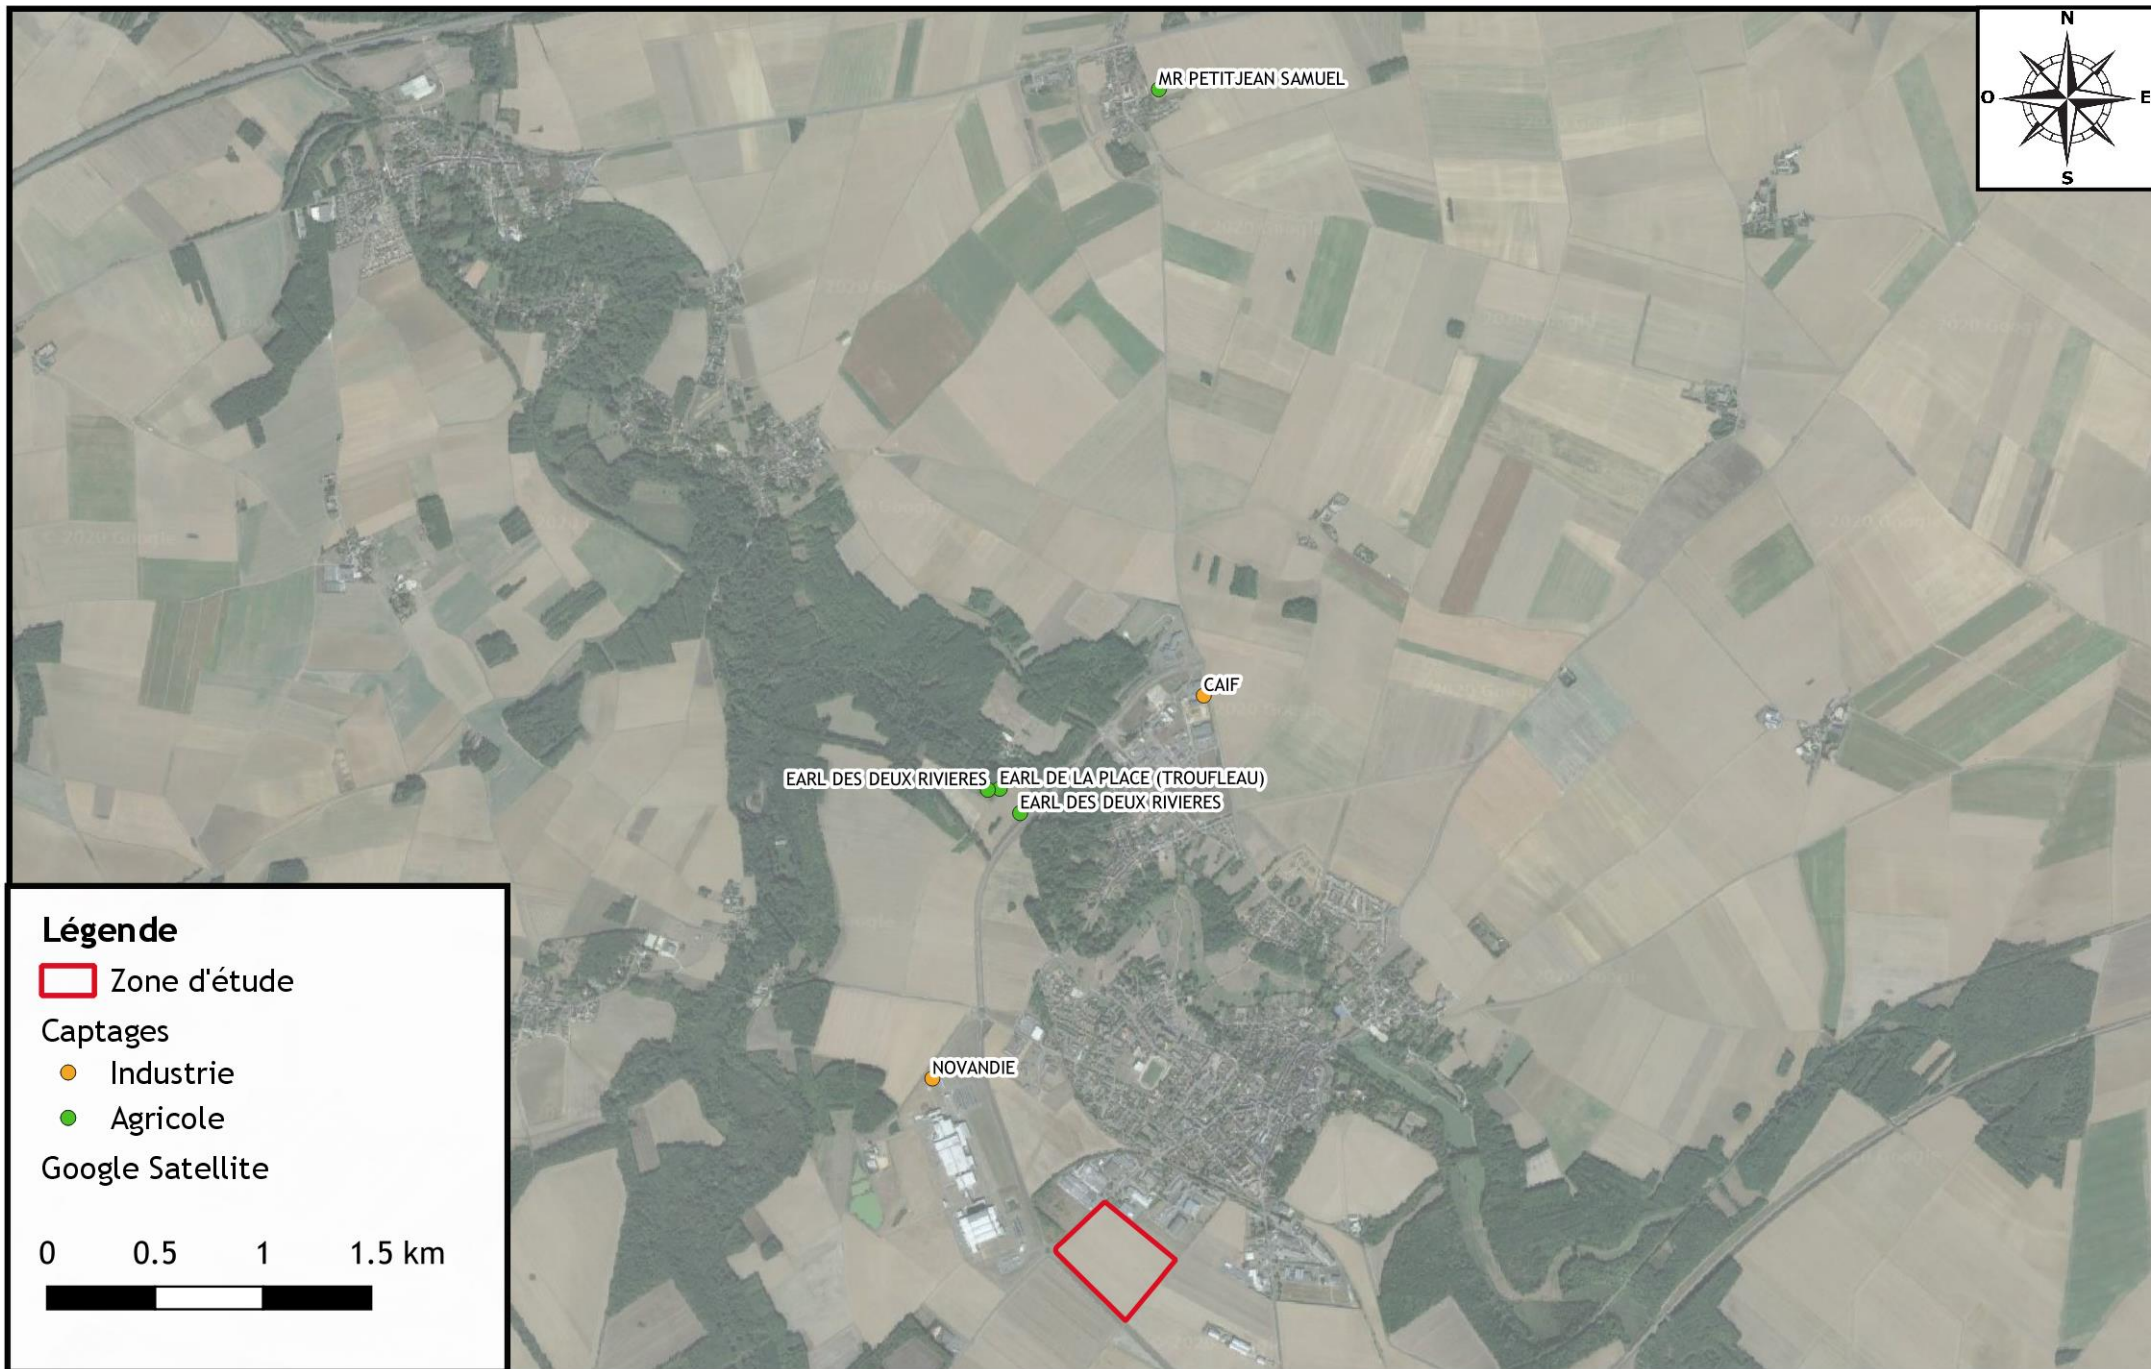 N
O E
S
MR PETITJEAN SAMUEL
CAIF
EARL DES DEUX RIVIERES
EARL DE LA PLACE (TROUFLEAU)
EARL DES DEUX RIVIERES
NOVANDIE
Légende
Zone d'étude
Captages
Industrie
Agricole
Google Satellite
0 0.5 1 1.5 km